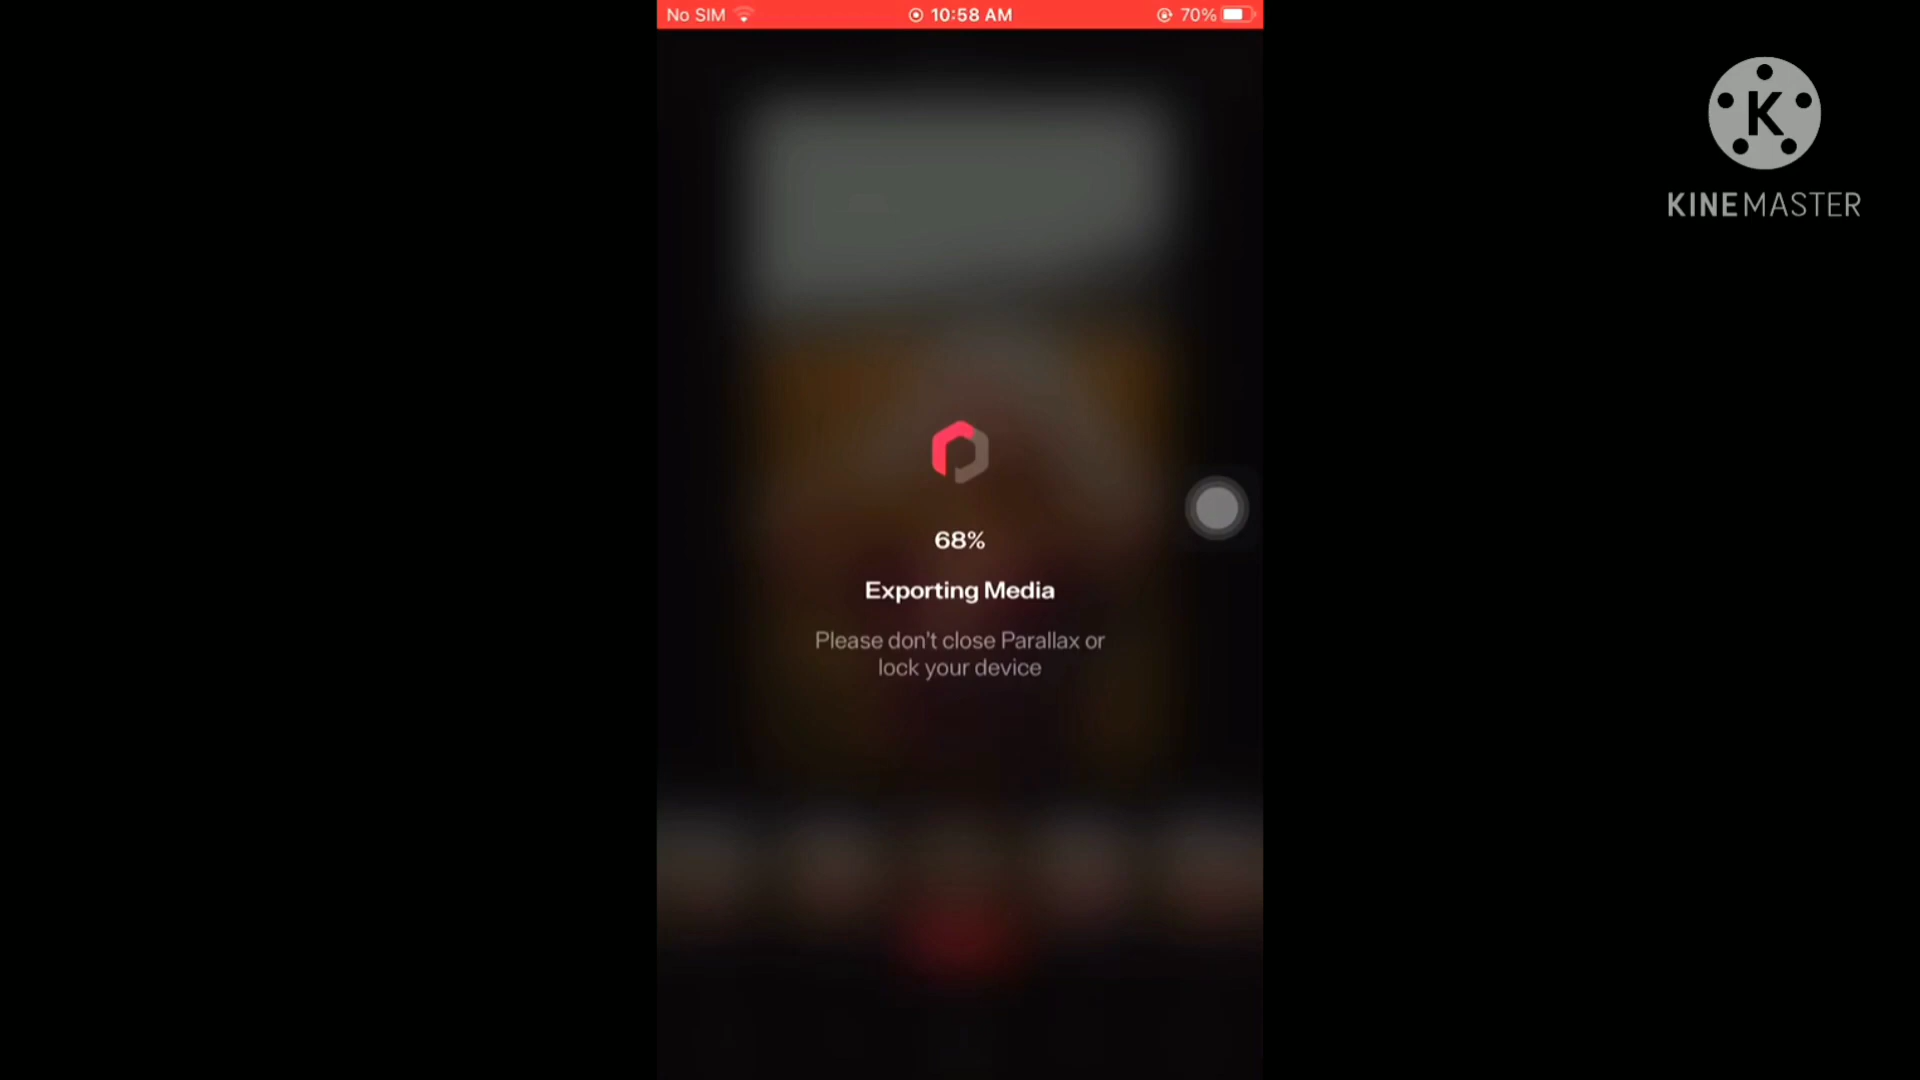 No SIM 10:58 AM 70%
K
KINEMASTER
68%
Exporting Media
Please don't close Parallax or
lock your device